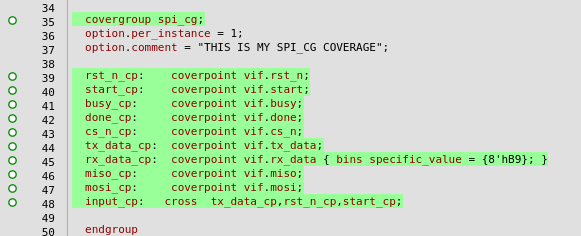 34
35 covergroup spi_cg;
36 option.per_instance = 1;
37 option.comment = "THIS IS MY SPI_CG COVERAGE";
38
39 rst_n_cp: coverpoint vif.rst_n;
40 start_cp: coverpoint vif.start;
41 busy_cp: coverpoint vif.busy;
42 done_cp: coverpoint vif.done;
43 cs_n_cp: coverpoint vif.cs_n;
44 tx_data_cp: coverpoint vif.tx_data;
45 rx_data_cp: coverpoint vif.rx_data { bins specific_value = {8'hB9}; }
46 miso_cp: coverpoint vif.miso;
47 mosi_cp: coverpoint vif.mosi;
48 input_cp: cross tx_data_cp,rst_n_cp,start_cp;
49
50 endgroup